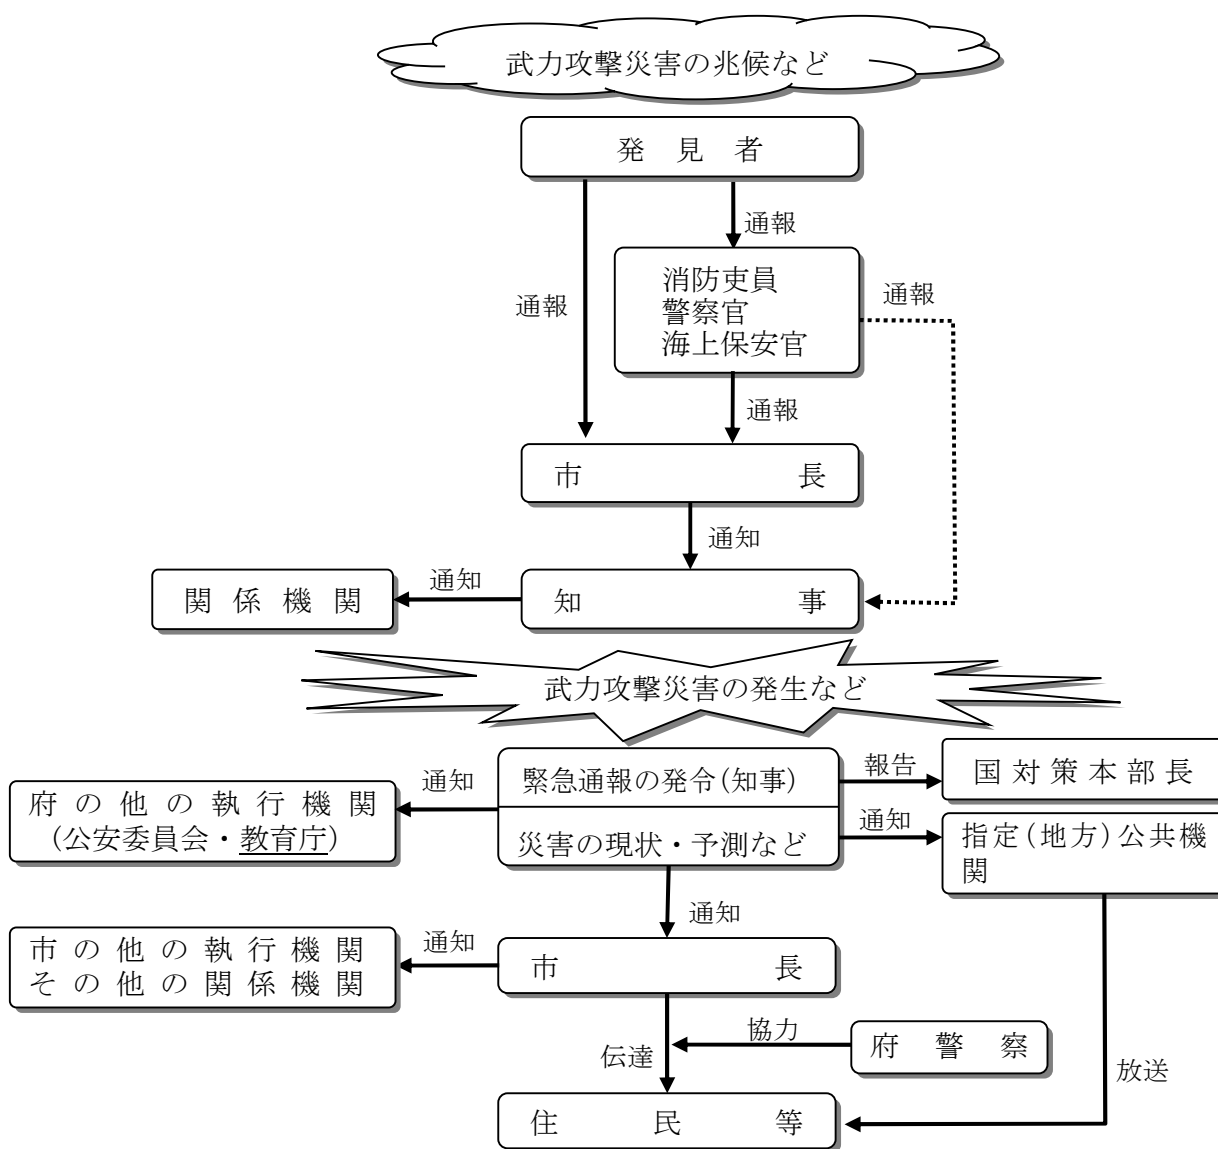 武力攻撃災害の兆候など
発見者
通報
通報
消防吏員
警察官
海上保安官
通報
通報
市長
通知
知事
通知
関係機関
武力攻撃災害の発生など
緊急通報の発令(知事)
災害の現状・予測など
報告
国対策本部長
通知
府の他の執行機関
(公安委員会・教育庁)
通知
指定(地方)公共機
関
通知
市長
通知
市の他の執行機関
その他の関係機関
協力
府警察
伝達
放送
住民等